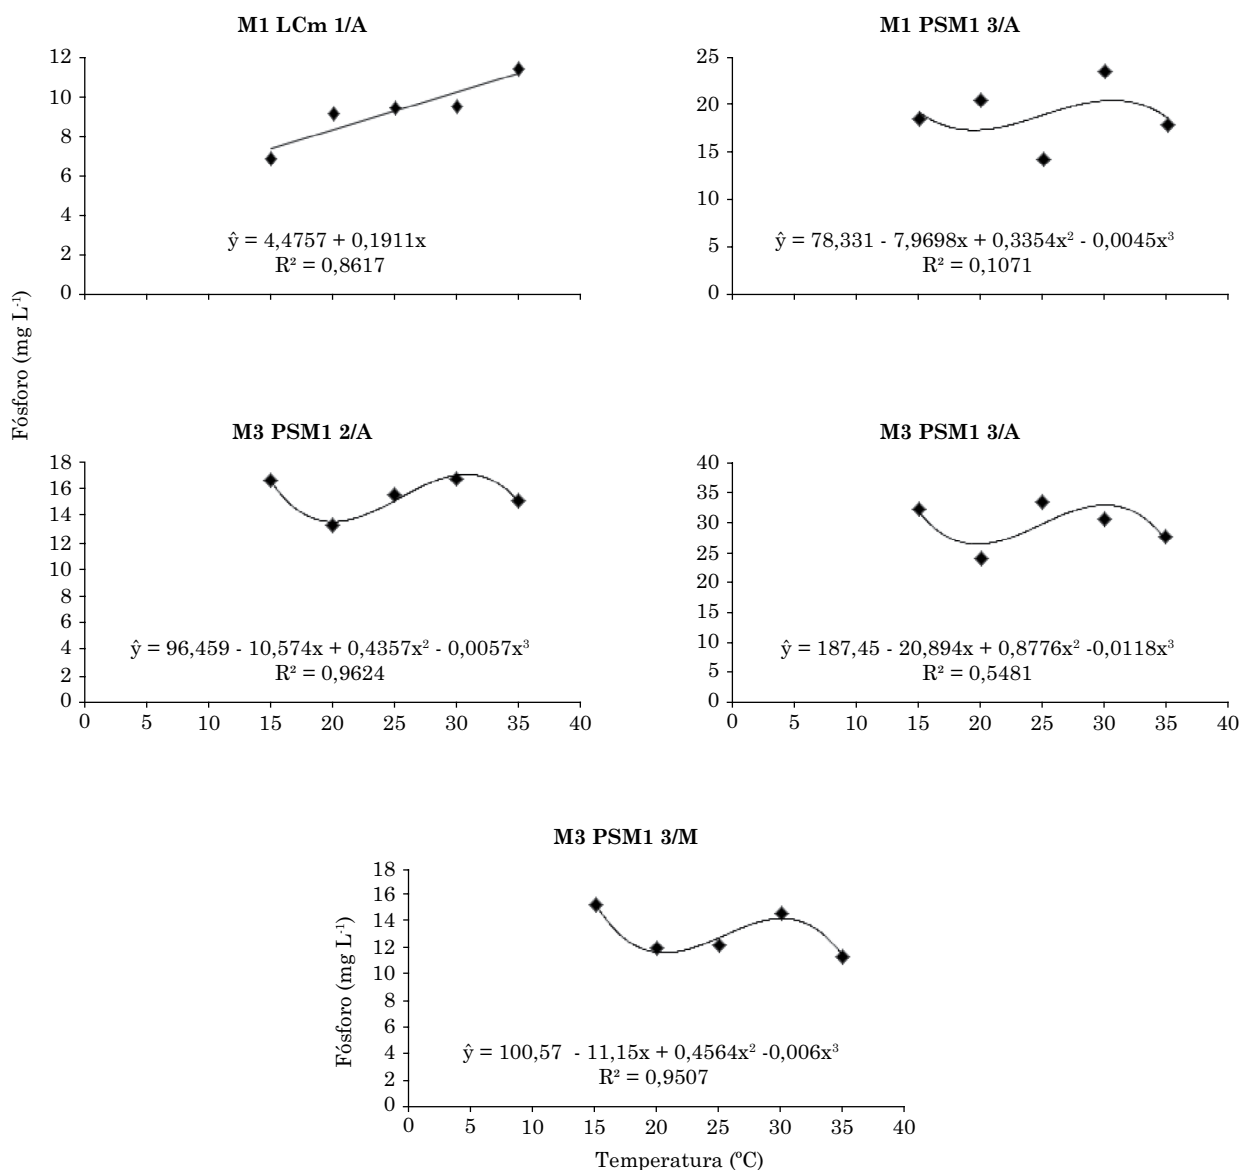 M1 LCm 1/A
12
10
8
6
4
2
0
ŷ = 4,4757 + 0,1911x
R² = 0,8617
M1 PSM1 3/A
25
20
15
10
5
0
ŷ = 78,331 - 7,9698x + 0,3354x² - 0,0045x³
R² = 0,1071
Fósforo (mg L⁻¹)
M3 PSM1 2/A
18
16
14
12
10
8
6
4
2
0
ŷ = 96,459 - 10,574x + 0,4357x² - 0,0057x³
R² = 0,9624
0 5 10 15 20 25 30 35 40
M3 PSM1 3/A
40
35
30
25
20
15
10
5
0
ŷ = 187,45 - 20,894x + 0,8776x² -0,0118x³
R² = 0,5481
0 5 10 15 20 25 30 35 40
M3 PSM1 3/M
Fósforo (mg L⁻¹)
18
16
14
12
10
8
6
4
2
0
ŷ = 100,57 - 11,15x + 0,4564x² -0,006x³
R² = 0,9507
0 5 10 15 20 25 30 35 40
Temperatura (ºC)